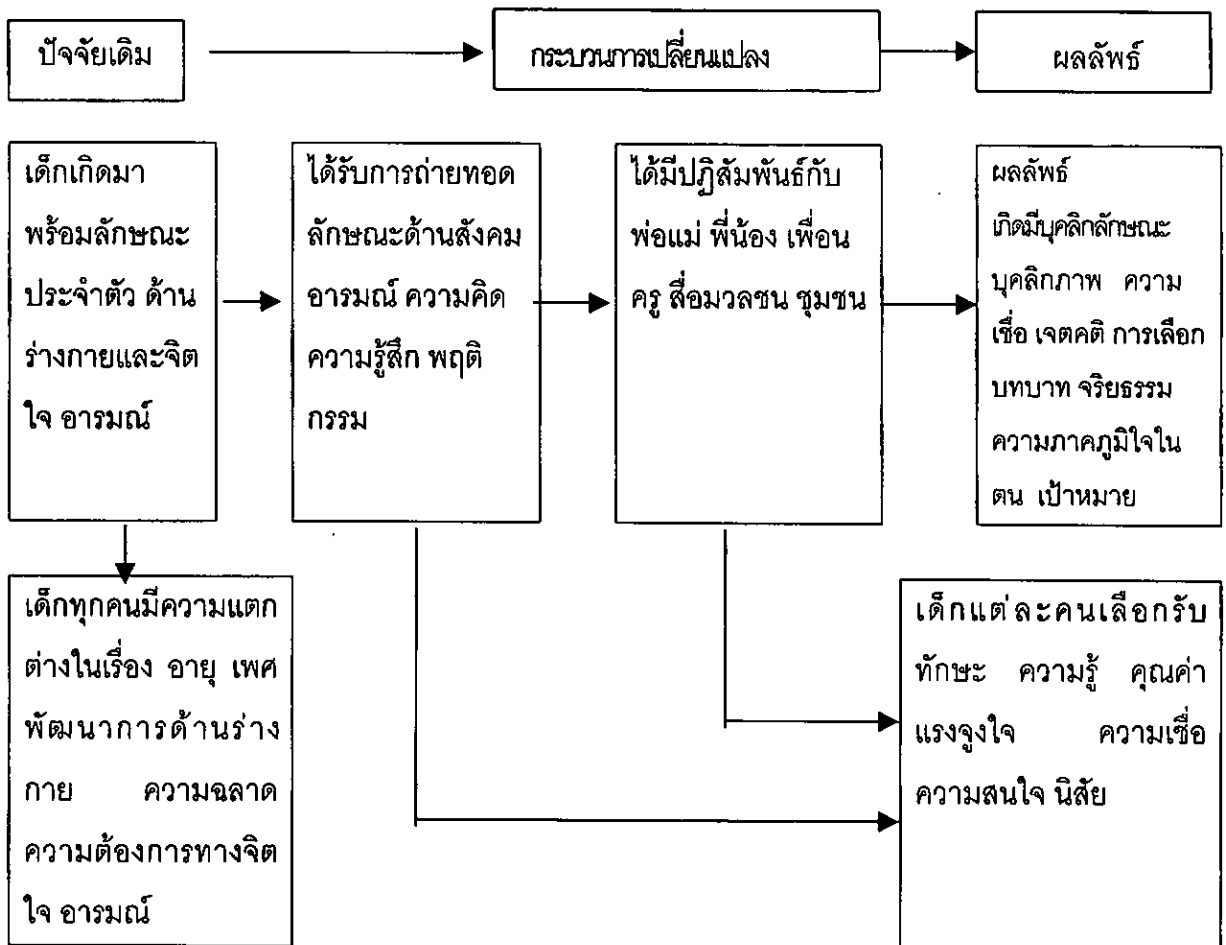 ปัจจัยเดิม
กระบวนการเปลี่ยนแปลง
ผลลัพธ์
เด็กเกิดมา
พร้อมลักษณะ
ประจำตัว ด้าน
ร่างกายและจิต
ใจ อารมณ์
ได้รับการถ่ายทอด
ลักษณะด้านสังคม
อารมณ์ ความคิด
ความรู้สึก พฤติ
กรรม
ได้มีปฏิสัมพันธ์กับ
พ่อแม่ พี่น้อง เพื่อน
ครู สื่อมวลชน ชุมชน
ผลลัพธ์
เกิดมีบุคลิกลักษณะ
บุคลิกภาพ ความ
เชื่อ เจตคติ การเลือก
บทบาท จริยธรรม
ความภาคภูมิใจใน
ตน เป้าหมาย
เด็กทุกคนมีความแตก
ต่างในเรื่อง อายุ เพศ
พัฒนาการด้านร่าง
กาย ความฉลาด
ความต้องการทางจิต
ใจ อารมณ์
เด็กแต่ละคนเลือกรับ
ทักษะ ความรู้ คุณค่า
แรงจูงใจ ความเชื่อ
ความสนใจ นิสัย